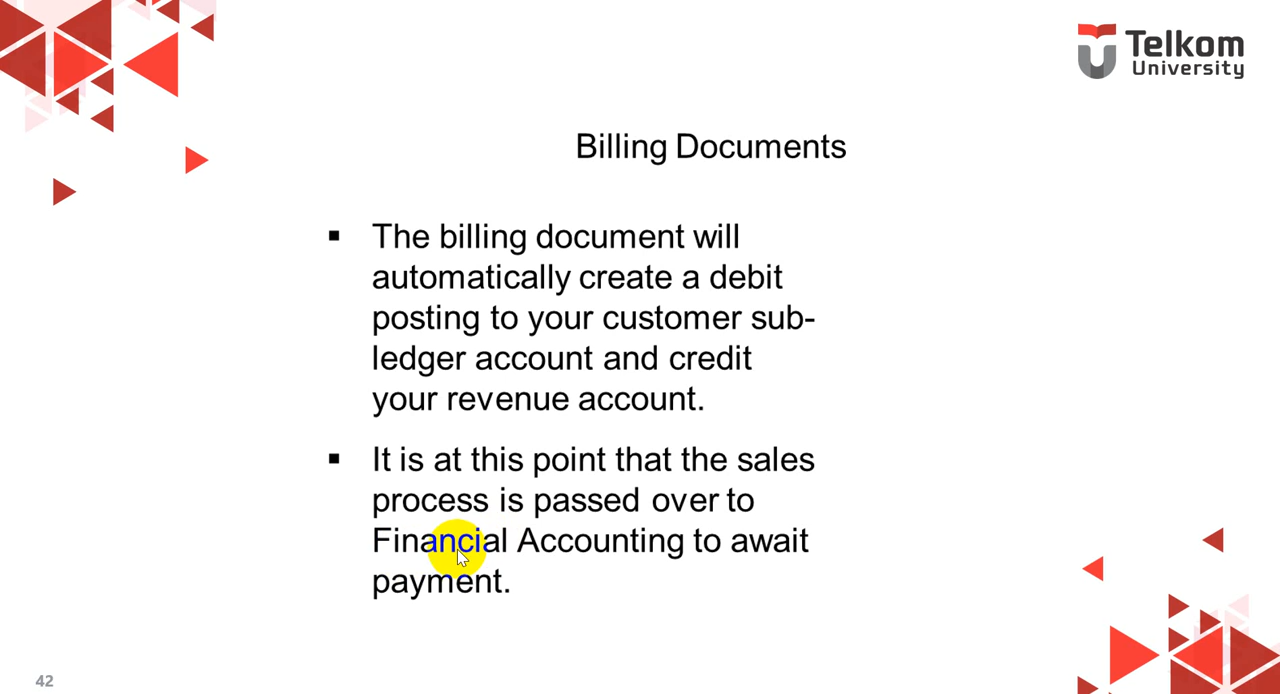 Telkom
University
Billing Documents
▪ The billing document will
automatically create a debit
posting to your customer sub-
ledger account and credit
your revenue account.
▪ It is at this point that the sales
process is passed over to
Financial Accounting to await
payment.
42